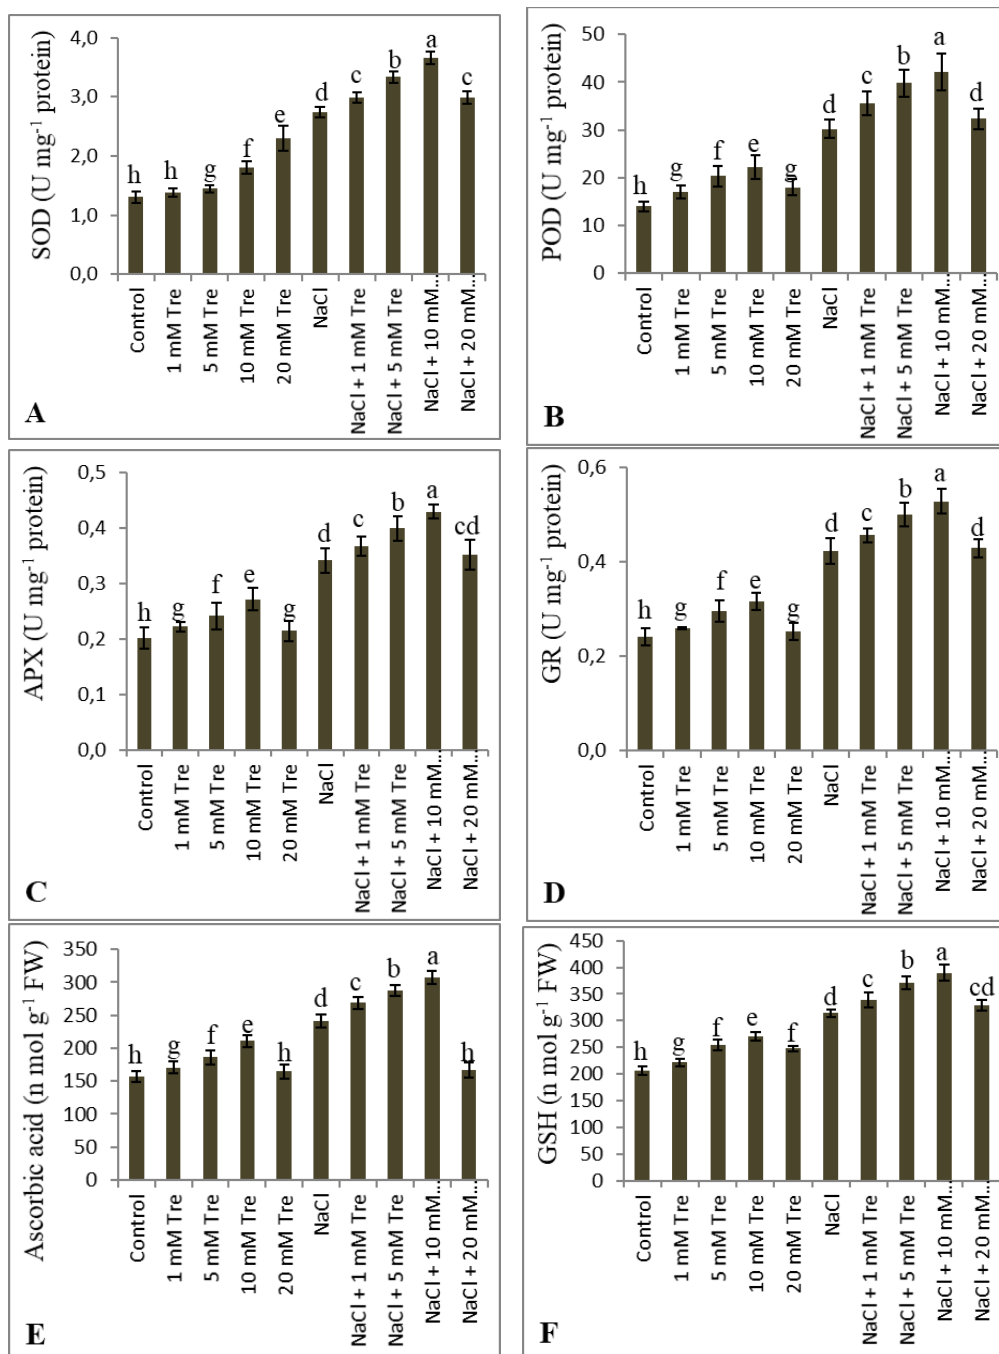 SOD (U mg⁻¹ protein)
4,0
3,0
2,0
1,0
0,0
h
h
g
f
e
d
c
b
a
c
Control
1 mM Tre
5 mM Tre
10 mM Tre
20 mM Tre
NaCl
NaCl + 1 mM Tre
NaCl + 5 mM Tre
NaCl + 10 mM...
NaCl + 20 mM...
A
POD (U mg⁻¹ protein)
50
40
30
20
10
0
h
g
f
e
g
d
c
b
a
d
Control
1 mM Tre
5 mM Tre
10 mM Tre
20 mM Tre
NaCl
NaCl + 1 mM Tre
NaCl + 5 mM Tre
NaCl + 10 mM...
NaCl + 20 mM...
B
APX (U mg⁻¹ protein)
0,5
0,4
0,3
0,2
0,1
0,0
h
g
f
e
g
d
c
b
a
cd
Control
1 mM Tre
5 mM Tre
10 mM Tre
20 mM Tre
NaCl
NaCl + 1 mM Tre
NaCl + 5 mM Tre
NaCl + 10 mM...
NaCl + 20 mM...
C
GR (U mg⁻¹ protein)
0,6
0,4
0,2
0,0
h
g
f
e
g
d
c
b
a
d
Control
1 mM Tre
5 mM Tre
10 mM Tre
20 mM Tre
NaCl
NaCl + 1 mM Tre
NaCl + 5 mM Tre
NaCl + 10 mM...
NaCl + 20 mM...
D
Ascorbic acid (n mol g⁻¹ FW)
350
300
250
200
150
100
50
0
h
g
f
e
h
d
c
b
a
h
Control
1 mM Tre
5 mM Tre
10 mM Tre
20 mM Tre
NaCl
NaCl + 1 mM Tre
NaCl + 5 mM Tre
NaCl + 10 mM...
NaCl + 20 mM...
E
GSH (n mol g⁻¹ FW)
450
400
350
300
250
200
150
100
50
0
h
g
f
e
f
d
c
b
a
cd
Control
1 mM Tre
5 mM Tre
10 mM Tre
20 mM Tre
NaCl
NaCl + 1 mM Tre
NaCl + 5 mM Tre
NaCl + 10 mM...
NaCl + 20 mM...
F